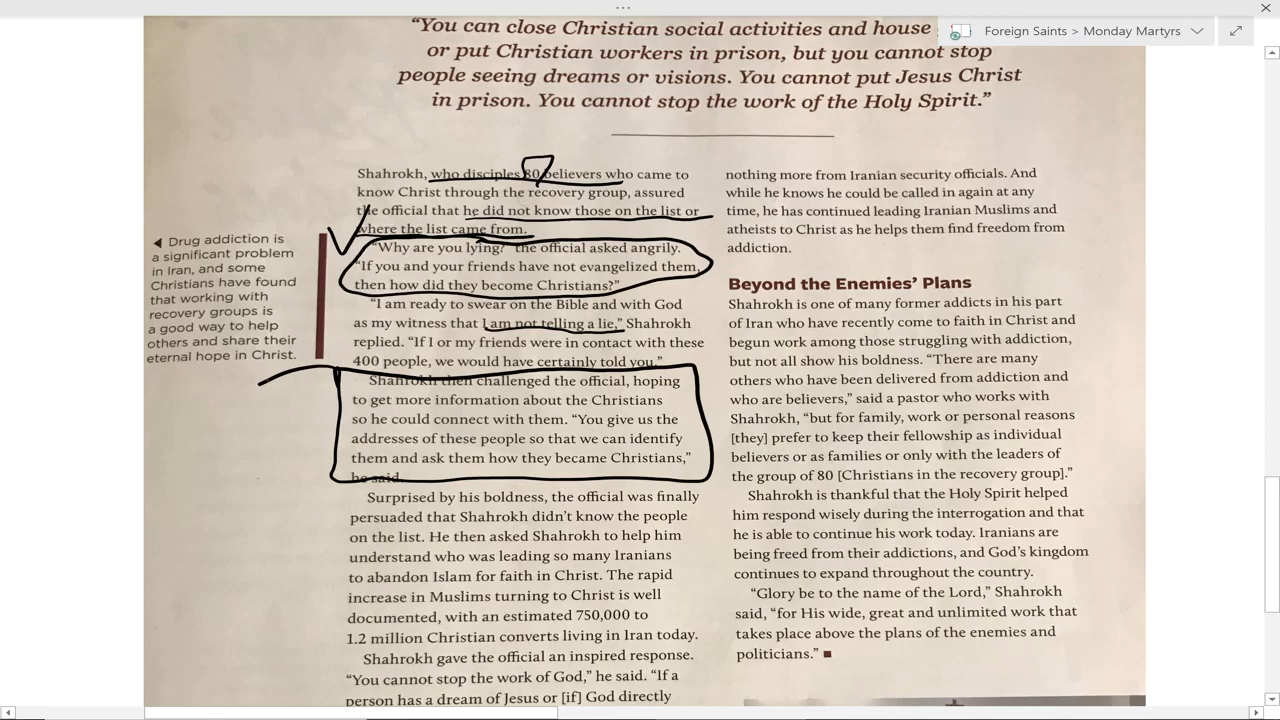 ...
Foreign Saints > Monday Martyrs
“You can close Christian social activities and house
or put Christian workers in prison, but you cannot stop
people seeing dreams or visions. You cannot put Jesus Christ
in prison. You cannot stop the work of the Holy Spirit.”
◀ Drug addiction is
a significant problem
in Iran, and some
Christians have found
that working with
recovery groups is
a good way to help
others and share their
eternal hope in Christ.
Shahrokh, who disciples 80 believers who came to
know Christ through the recovery group, assured
the official that he did not know those on the list or
where the list came from.
“Why are you lying?” the official asked angrily.
“If you and your friends have not evangelized them,
then how did they become Christians?”
“I am ready to swear on the Bible and with God
as my witness that I am not telling a lie,” Shahrokh
replied. “If I or my friends were in contact with these
400 people, we would have certainly told you.”
Shahrokh then challenged the official, hoping
to get more information about the Christians
so he could connect with them. “You give us the
addresses of these people so that we can identify
them and ask them how they became Christians,”
he said.
Surprised by his boldness, the official was finally
persuaded that Shahrokh didn’t know the people
on the list. He then asked Shahrokh to help him
understand who was leading so many Iranians
to abandon Islam for faith in Christ. The rapid
increase in Muslims turning to Christ is well
documented, with an estimated 750,000 to
1.2 million Christian converts living in Iran today.
Shahrokh gave the official an inspired response.
“You cannot stop the work of God,” he said. “If a
person has a dream of Jesus or [if] God directly
nothing more from Iranian security officials. And
while he knows he could be called in again at any
time, he has continued leading Iranian Muslims and
atheists to Christ as he helps them find freedom from
addiction.
Beyond the Enemies’ Plans
Shahrokh is one of many former addicts in his part
of Iran who have recently come to faith in Christ and
begun work among those struggling with addiction,
but not all show his boldness. “There are many
others who have been delivered from addiction and
who are believers,” said a pastor who works with
Shahrokh, “but for family, work or personal reasons
[they] prefer to keep their fellowship as individual
believers or as families or only with the leaders of
the group of 80 [Christians in the recovery group].”
Shahrokh is thankful that the Holy Spirit helped
him respond wisely during the interrogation and that
he is able to continue his work today. Iranians are
being freed from their addictions, and God’s kingdom
continues to expand throughout the country.
“Glory be to the name of the Lord,” Shahrokh
said, “for His wide, great and unlimited work that
takes place above the plans of the enemies and
politicians.” ■